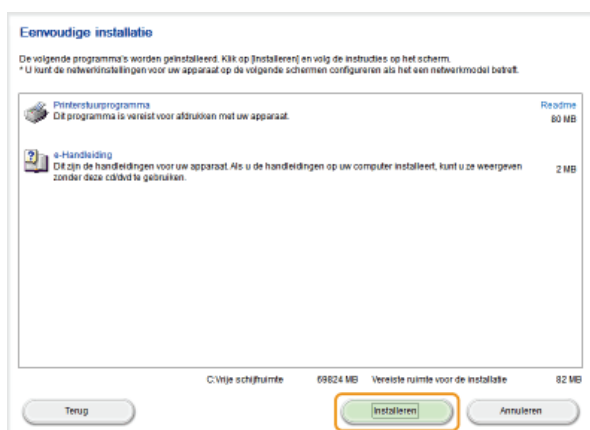 Eenvoudige installatie
De volgende programma's worden geïnstalleerd. Klik op [Installeren] en volg de instructies op het scherm.
* U kunt de netwerkinstellingen voor uw apparaat op de volgende schermen configureren als het een netwerkmodel betreft.
Printerstuurprogramma Readme
Dit programma is vereist voor afdrukken met uw apparaat. 80 MB
e-Handleiding
Dit zijn de handleidingen voor uw apparaat. Als u de handleidingen op uw computer installeert, kunt u ze weergeven 2 MB
zonder deze cd/dvd te gebruiken.
C:Vrije schijfruimte 69824 MB Vereiste ruimte voor de installatie 82 MB
Terug Installeren Annuleren